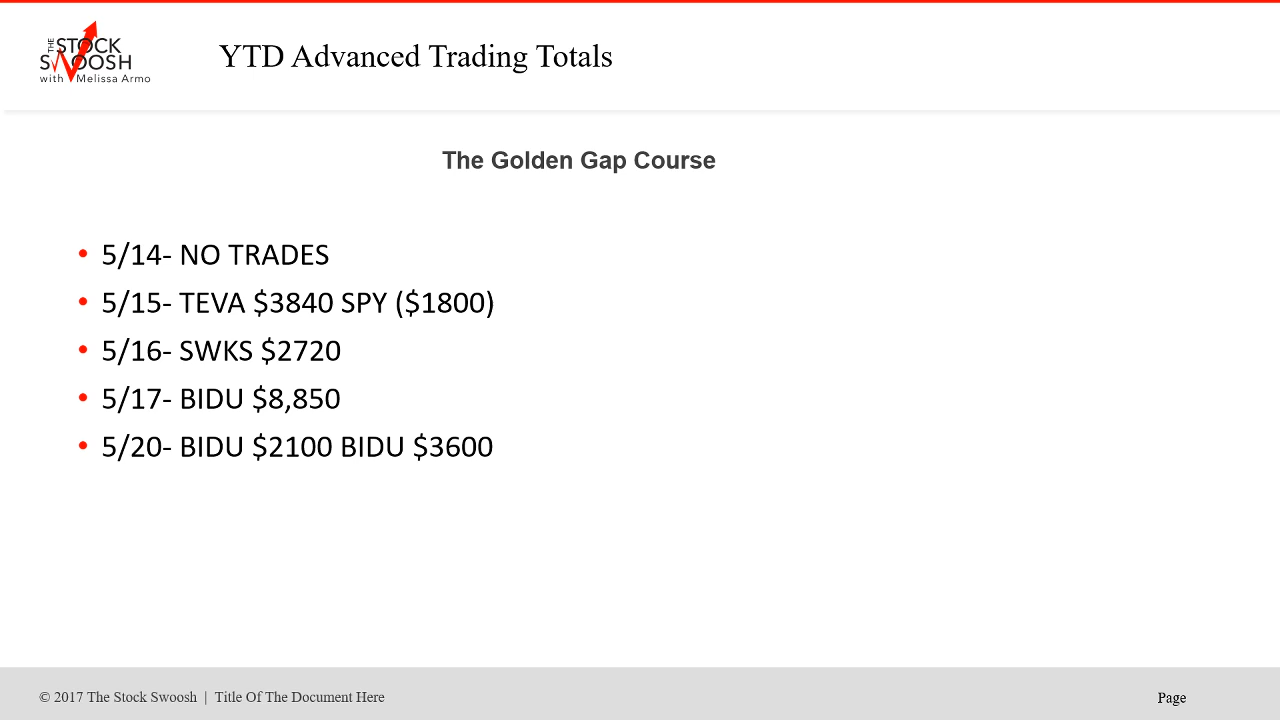 THE STOCK
SWOOSH
with Melissa Armo
YTD Advanced Trading Totals
The Golden Gap Course
• 5/14- NO TRADES
• 5/15- TEVA $3840 SPY ($1800)
• 5/16- SWKS $2720
• 5/17- BIDU $8,850
• 5/20- BIDU $2100 BIDU $3600
© 2017 The Stock Swoosh | Title Of The Document Here
Page